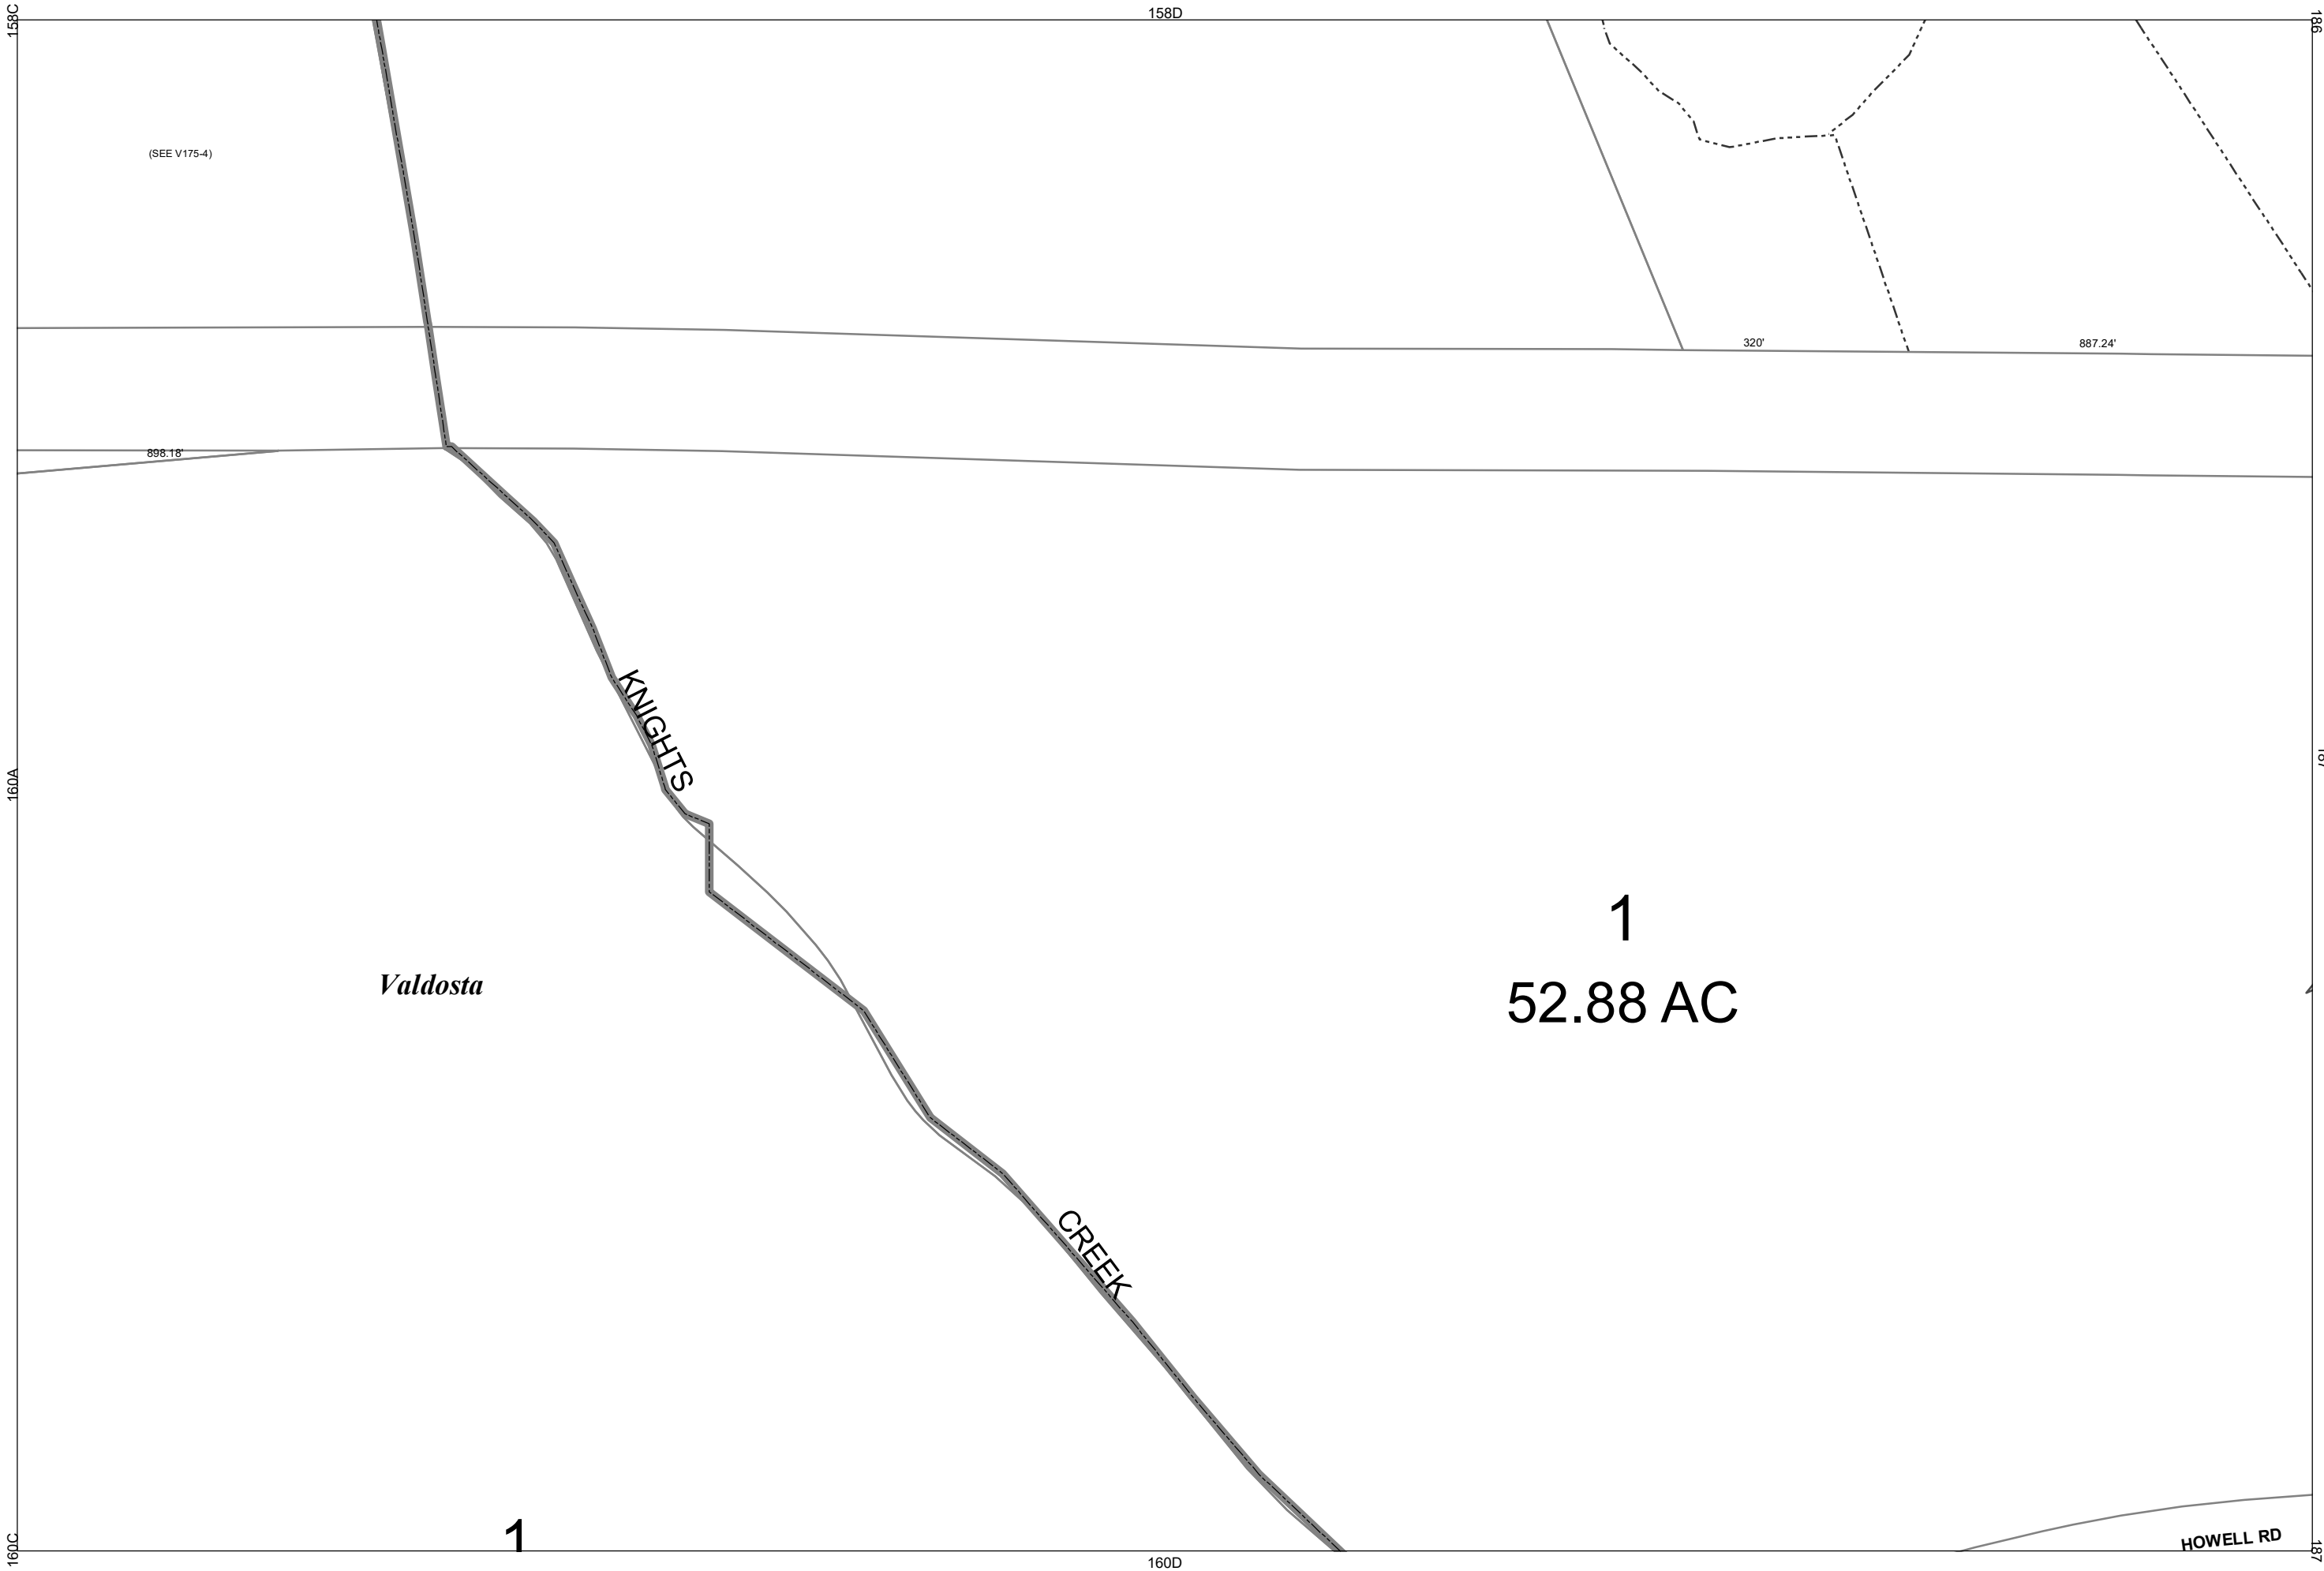 158C
158D
186
(SEE V175-4)
320'
887.24'
898.18'
KNIGHTS
160A
187
1
52.88 AC
Valdosta
CREEK
1
HOWELL RD
160C
160D
187